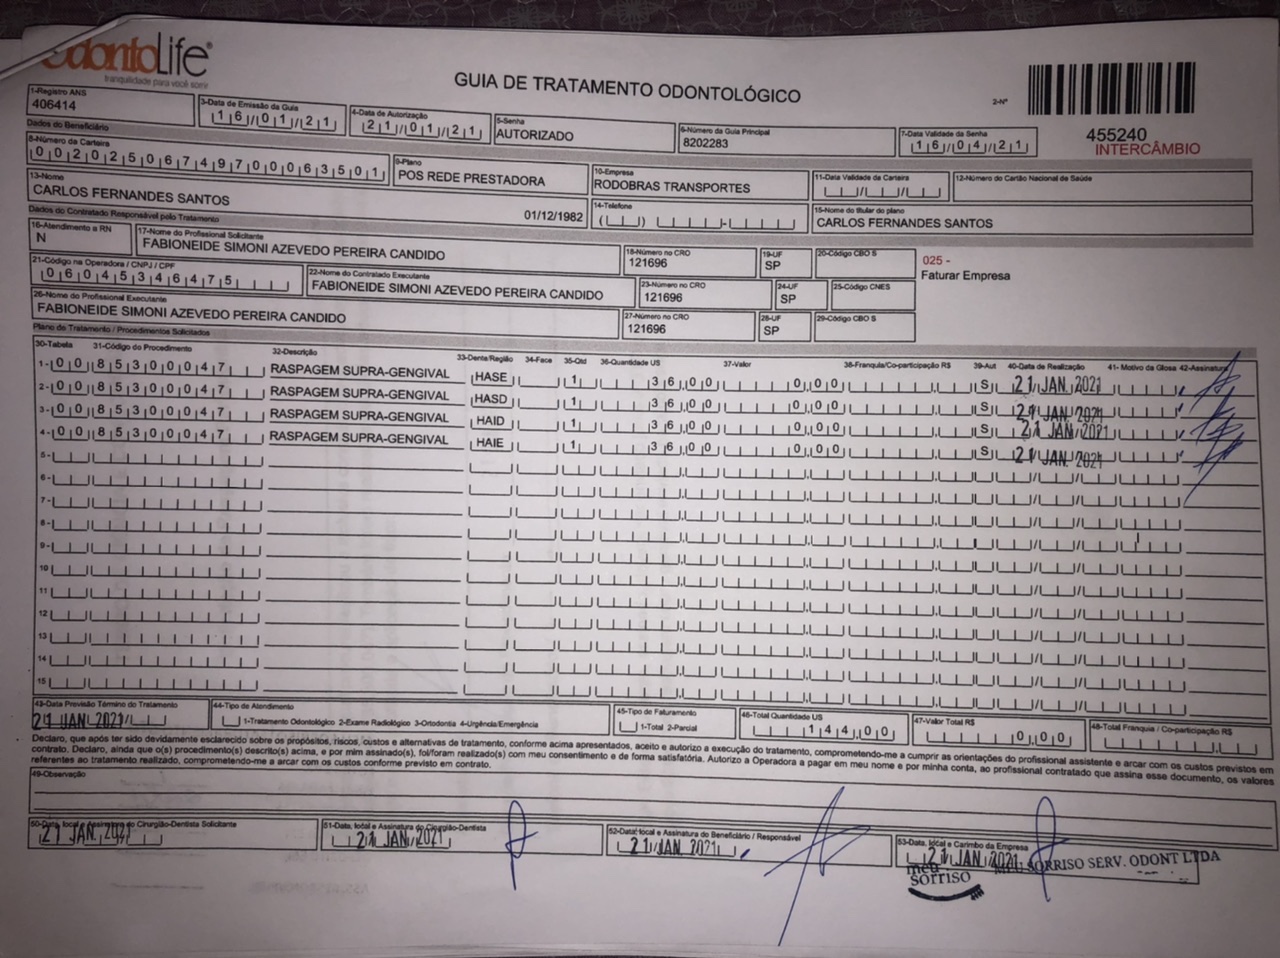 OdontoLife®
tranquilidade para você sorrir
GUIA DE TRATAMENTO ODONTOLÓGICO
2-Nº
455240
INTERCÂMBIO
1-Registro ANS
406414
3-Data de Emissão da Guia
16/01/21
4-Data de Autorização
21/01/21
5-Senha
AUTORIZADO
6-Número da Guia Principal
8202283
7-Data Validade da Senha
16/04/21
Dados do Beneficiário
8-Número da Carteira
00202506749700063501
9-Plano
POS REDE PRESTADORA
10-Empresa
RODOBRAS TRANSPORTES
11-Data Validade da Carteira
12-Número do Cartão Nacional de Saúde
13-Nome
CARLOS FERNANDES SANTOS
01/12/1982
14-Telefone
15-Nome do titular do plano
CARLOS FERNANDES SANTOS
Dados do Contratado Responsável pelo Tratamento
16-Atendimento a RN
N
17-Nome do Profissional Solicitante
FABIONEIDE SIMONI AZEVEDO PEREIRA CANDIDO
18-Número no CRO
121696
19-UF
SP
20-Código CBO S
025 -
Faturar Empresa
21-Código na Operadora / CNPJ / CPF
06045346475
22-Nome do Contratado Executante
FABIONEIDE SIMONI AZEVEDO PEREIRA CANDIDO
23-Número no CRO
121696
24-UF
SP
25-Código CNES
26-Nome do Profissional Executante
FABIONEIDE SIMONI AZEVEDO PEREIRA CANDIDO
27-Número no CRO
121696
28-UF
SP
29-Código CBO S
Plano de Tratamento / Procedimentos Solicitados
30-Tabela 31-Código do Procedimento 32-Descrição 33-Dente/Região 34-Face 35-Qtd 36-Quantidade US 37-Valor 38-Franquia/Co-participação R$ 39-Aut 40-Data de Realização 41- Motivo da Glosa 42-Assinatura
1- 00 85300047 RASPAGEM SUPRA-GENGIVAL HASE 1 36,00 0,00 S 21 JAN 2021
2- 00 85300047 RASPAGEM SUPRA-GENGIVAL HASD 1 36,00 0,00 S 21 JAN 2021
3- 00 85300047 RASPAGEM SUPRA-GENGIVAL HAID 1 36,00 0,00 S 21 JAN 2021
4- 00 85300047 RASPAGEM SUPRA-GENGIVAL HAIE 1 36,00 0,00 S 21 JAN 2021
5-
6-
7-
8-
9-
10
11
12
13
14
15
43-Data Previsão Término do Tratamento
21 JAN 2021
44-Tipo de Atendimento
1-Tratamento Odontológico 2-Exame Radiológico 3-Ortodontia 4-Urgência/Emergência
45-Tipo de Faturamento
1-Total 2-Parcial
46-Total Quantidade US
144,00
47-Valor Total R$
0,00
48-Total Franquia / Co-participação R$
Declaro, que após ter sido devidamente esclarecido sobre os propósitos, riscos, custos e alternativas de tratamento, conforme acima apresentados, aceito e autorizo a execução do tratamento, comprometendo-me a cumprir as orientações do profissional assistente e arcar com os custos previstos em
contrato. Declaro, ainda que o(s) procedimento(s) descrito(s) acima, e por mim assinado(s), foi/foram realizado(s) com meu consentimento e de forma satisfatória. Autorizo a Operadora a pagar em meu nome e por minha conta, ao profissional contratado que assina esse documento, os valores
referentes ao tratamento realizado, comprometendo-me a arcar com os custos conforme previsto em contrato.
49-Observação
50-Data, local e Assinatura do Cirurgião-Dentista Solicitante
21 JAN 2021
51-Data, local e Assinatura do Cirurgião-Dentista
21 JAN 2021
52-Data, local e Assinatura do Beneficiário / Responsável
21 JAN 2021
53-Data, local e Carimbo da Empresa
21 JAN 2021
meu SORRISO
MEU SORRISO SERV. ODONT LTDA